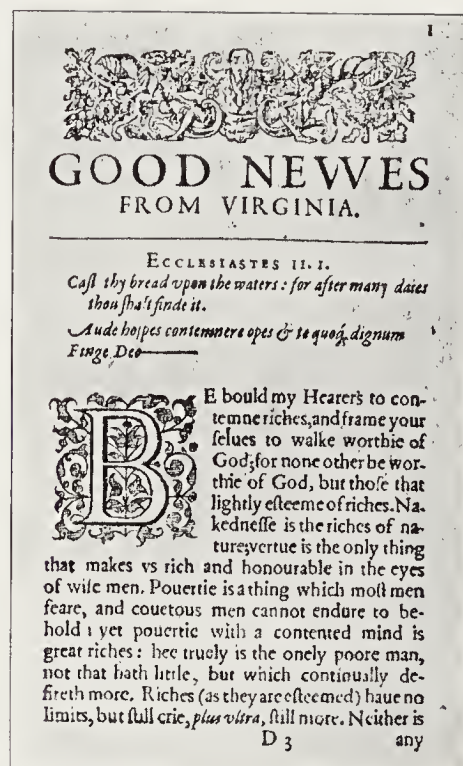 1
GOOD NEWES
FROM VIRGINIA.
ECCLESIASTES II. I.
Caſt thy bread vpon the waters : for after many daies
thou ſhalt finde it.
Aude hoſpes contemnere opes & te quoq, dignum
Finge Deo
BE bould my Hearers to con-
temne riches, and frame your
ſelues to walke worthie of
God; for none other be wor-
thie of God, but thoſe that
lightly eſteeme of riches. Na-
kedneſſe is the riches of na-
ture; vertue is the only thing
that makes vs rich and honourable in the eyes
of wiſe men. Pouertie is a thing which moſt men
feare, and couetous men cannot endure to be-
hold : yet pouertie with a contented mind is
great riches : hee truely is the onely poore man,
not that hath little, but which continually de-
ſireth more. Riches (as they are eſteemed) haue no
limits, but ſtill crie, plus vltra, ſtill more. Neither is
D 3 any